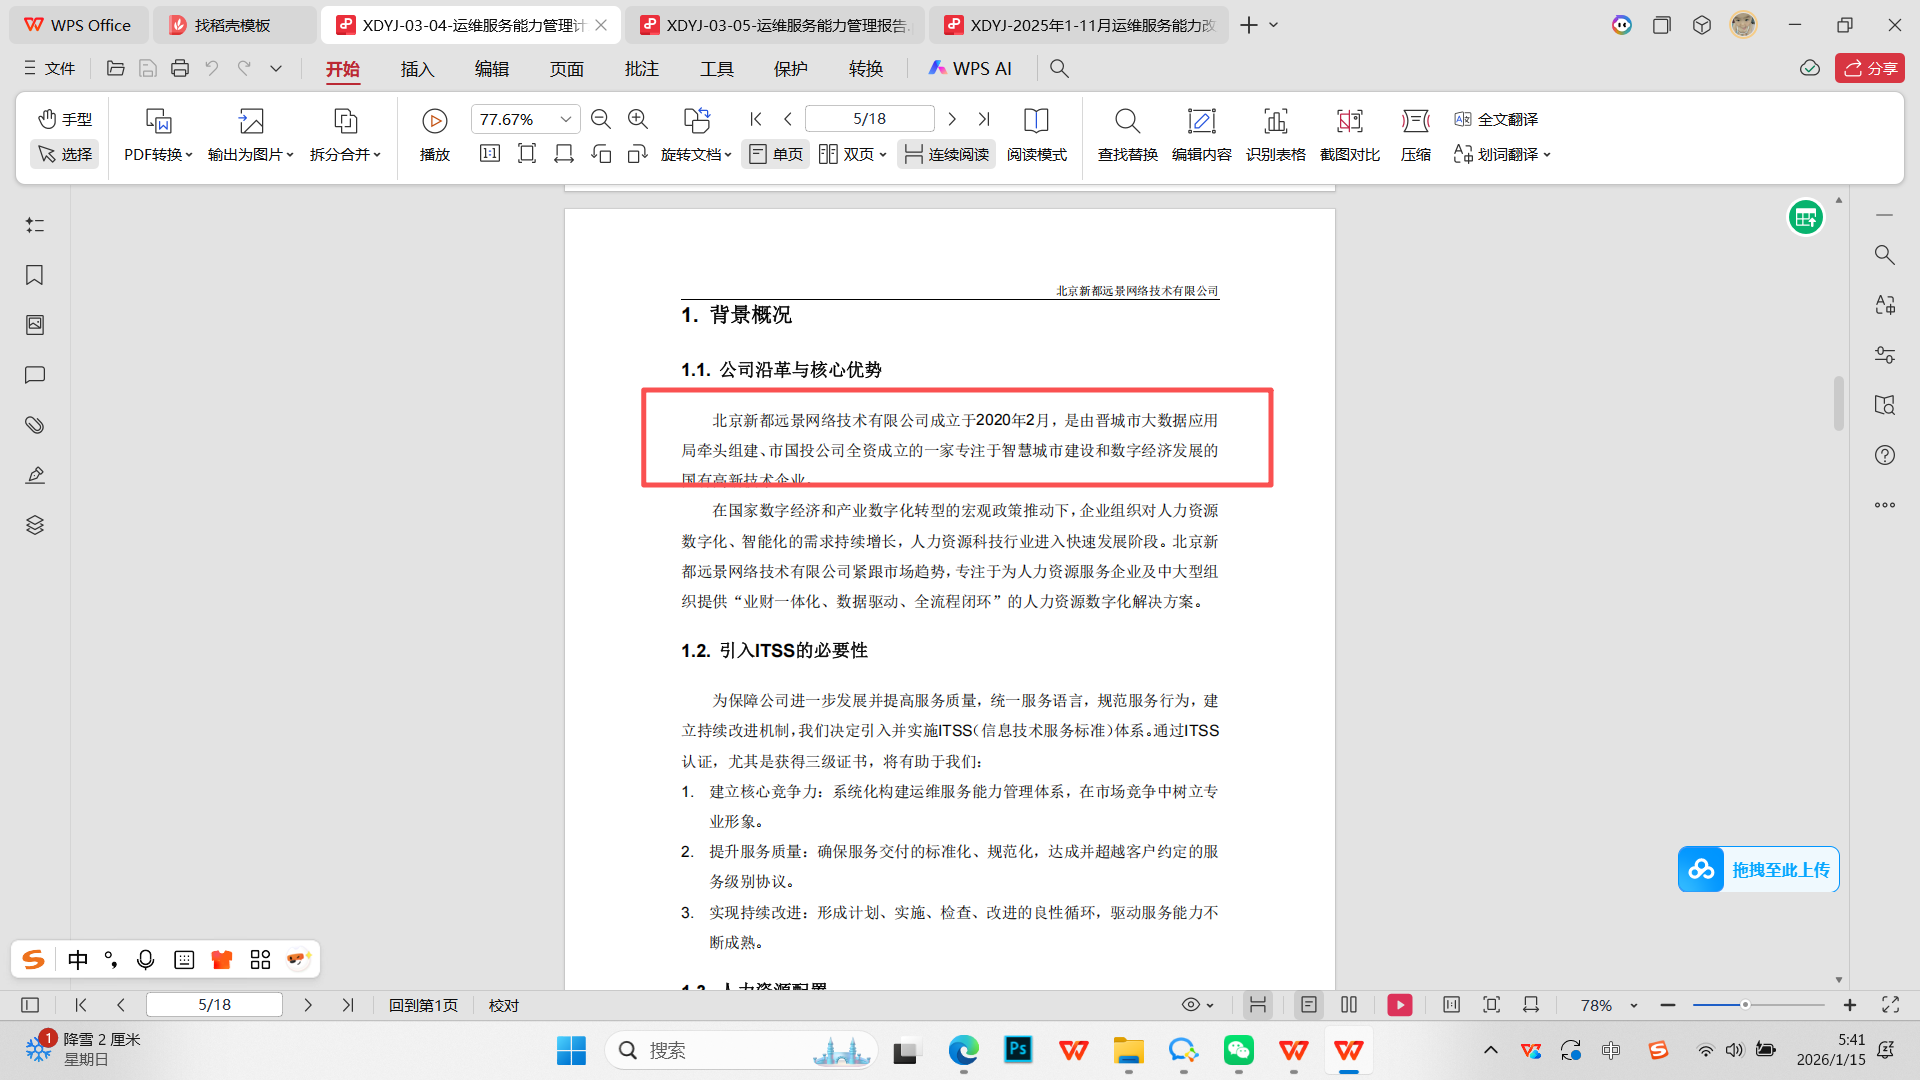 WPS Office
找稻壳模板
XDYJ-03-04-运维服务能力管理计
XDYJ-03-05-运维服务能力管理报告.
XDYJ-2025年1-11月运维服务能力改
文件
开始
插入
编辑
页面
批注
工具
保护
转换
WPS AI
分享
手型
选择
PDF转换
输出为图片
拆分合并
播放
77.67%
旋转文档
5/18
单页
双页
连续阅读
阅读模式
查找替换
编辑内容
识别表格
截图对比
压缩
全文翻译
划词翻译
北京新都远景网络技术有限公司
1. 背景概况
1.1. 公司沿革与核心优势
北京新都远景网络技术有限公司成立于2020年2月，是由晋城市大数据应用
局牵头组建、市国投公司全资成立的一家专注于智慧城市建设和数字经济发展的
国有高新技术企业。
在国家数字经济和产业数字化转型的宏观政策推动下，企业组织对人力资源
数字化、智能化的需求持续增长，人力资源科技行业进入快速发展阶段。北京新
都远景网络技术有限公司紧跟市场趋势，专注于为人力资源服务企业及中大型组
织提供“业财一体化、数据驱动、全流程闭环”的人力资源数字化解决方案。
1.2. 引入ITSS的必要性
为保障公司进一步发展并提高服务质量，统一服务语言，规范服务行为，建
立持续改进机制，我们决定引入并实施ITSS（信息技术服务标准）体系。通过ITSS
认证，尤其是获得三级证书，将有助于我们：
1. 建立核心竞争力：系统化构建运维服务能力管理体系，在市场竞争中树立专
业形象。
2. 提升服务质量：确保服务交付的标准化、规范化，达成并超越客户约定的服
务级别协议。
3. 实现持续改进：形成计划、实施、检查、改进的良性循环，驱动服务能力不
断成熟。
1.3. 人力资源配置
拖拽至此上传
中
5/18
回到第1页
校对
78%
1
降雪 2 厘米
星期日
搜索
Ps
中
5:41
2026/1/15